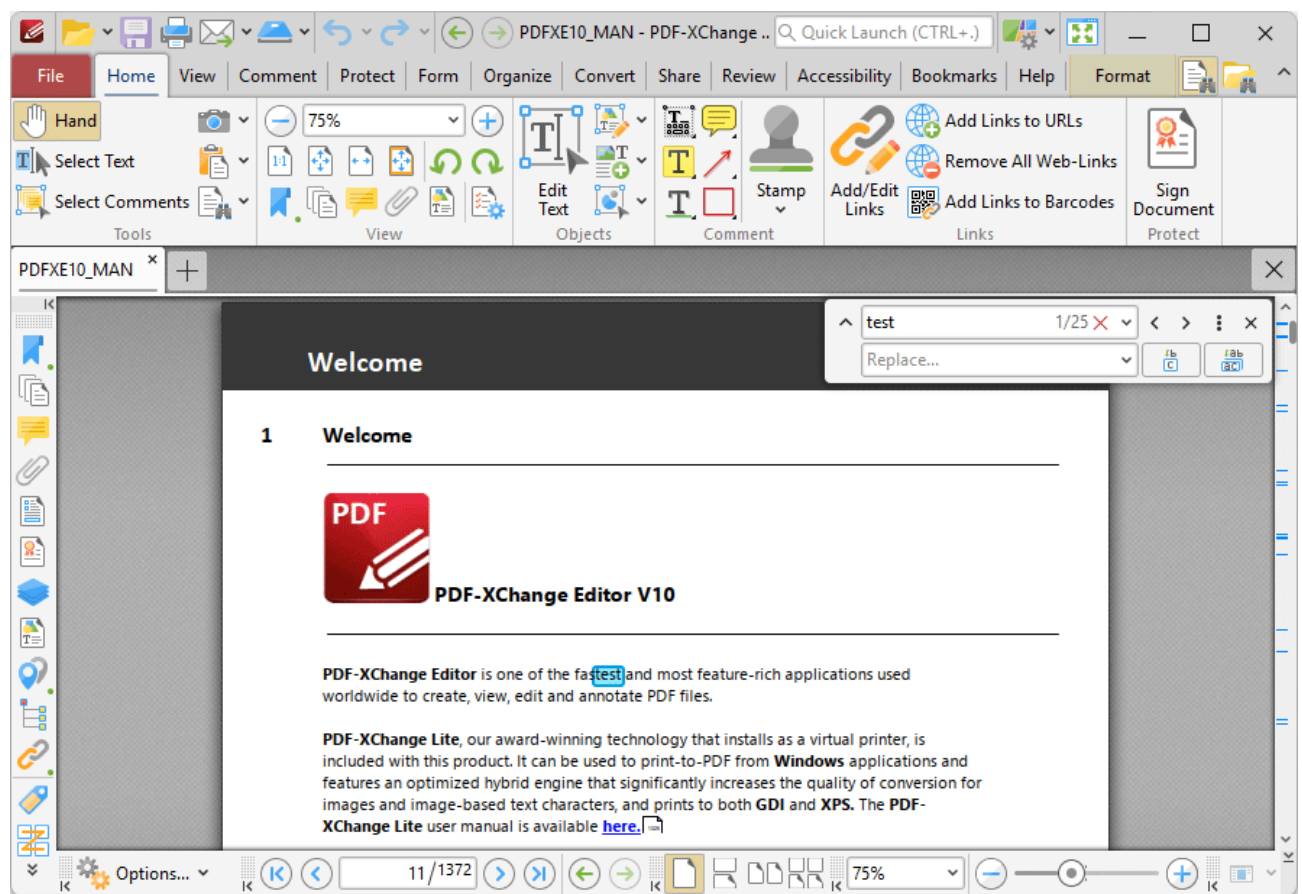 PDFXE10_MAN - PDF-XChange .. Quick Launch (CTRL+.)
File Home View Comment Protect Form Organize Convert Share Review Accessibility Bookmarks Help Format
Hand 75% Add Links to URLs
Select Text 1:1 Remove All Web-Links
Select Comments Edit Text Stamp Add/Edit Links Add Links to Barcodes Sign Document
Tools View Objects Comment Links Protect
PDFXE10_MAN
test 1/25
Replace...
Welcome
1 Welcome
PDF
PDF-XChange Editor V10
PDF-XChange Editor is one of the fastest and most feature-rich applications used
worldwide to create, view, edit and annotate PDF files.
PDF-XChange Lite, our award-winning technology that installs as a virtual printer, is
included with this product. It can be used to print-to-PDF from Windows applications and
features an optimized hybrid engine that significantly increases the quality of conversion for
images and image-based text characters, and prints to both GDI and XPS. The PDF-
XChange Lite user manual is available here.
Options... 11/1372 75%